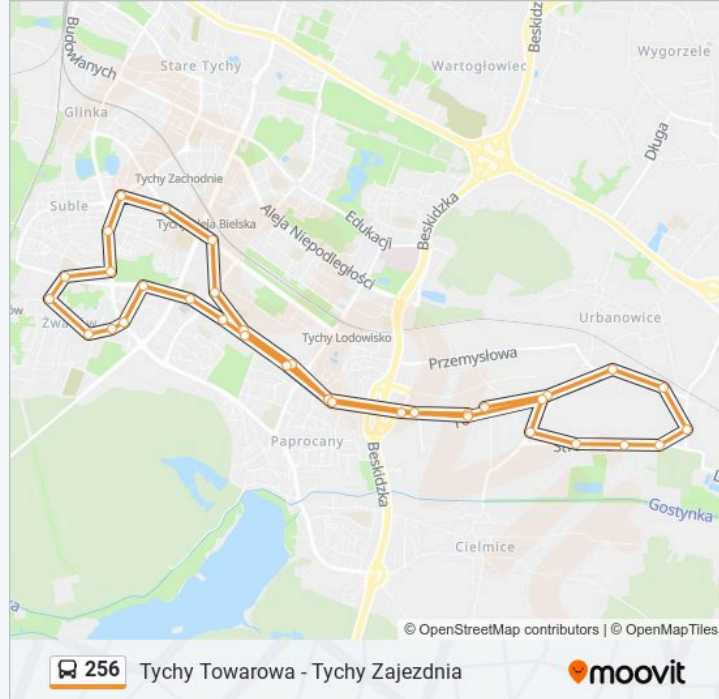 Budowlanych
Stare Tychy
Wartogłowiec
Beskidzka
Wygorzele
Glinka
Długa
Tychy Zachodnie
Suble
Aleja Bielska
Aleja Niepodległości
Edukacji
Beskidzka
Urbanowice
Tychy Lodowisko
Przemysłowa
Paprocany
Beskidzka
Gostynka
Cielmice
© OpenStreetMap contributors | © OpenMapTiles
256 Tychy Towarowa - Tychy Zajezdnia moovit